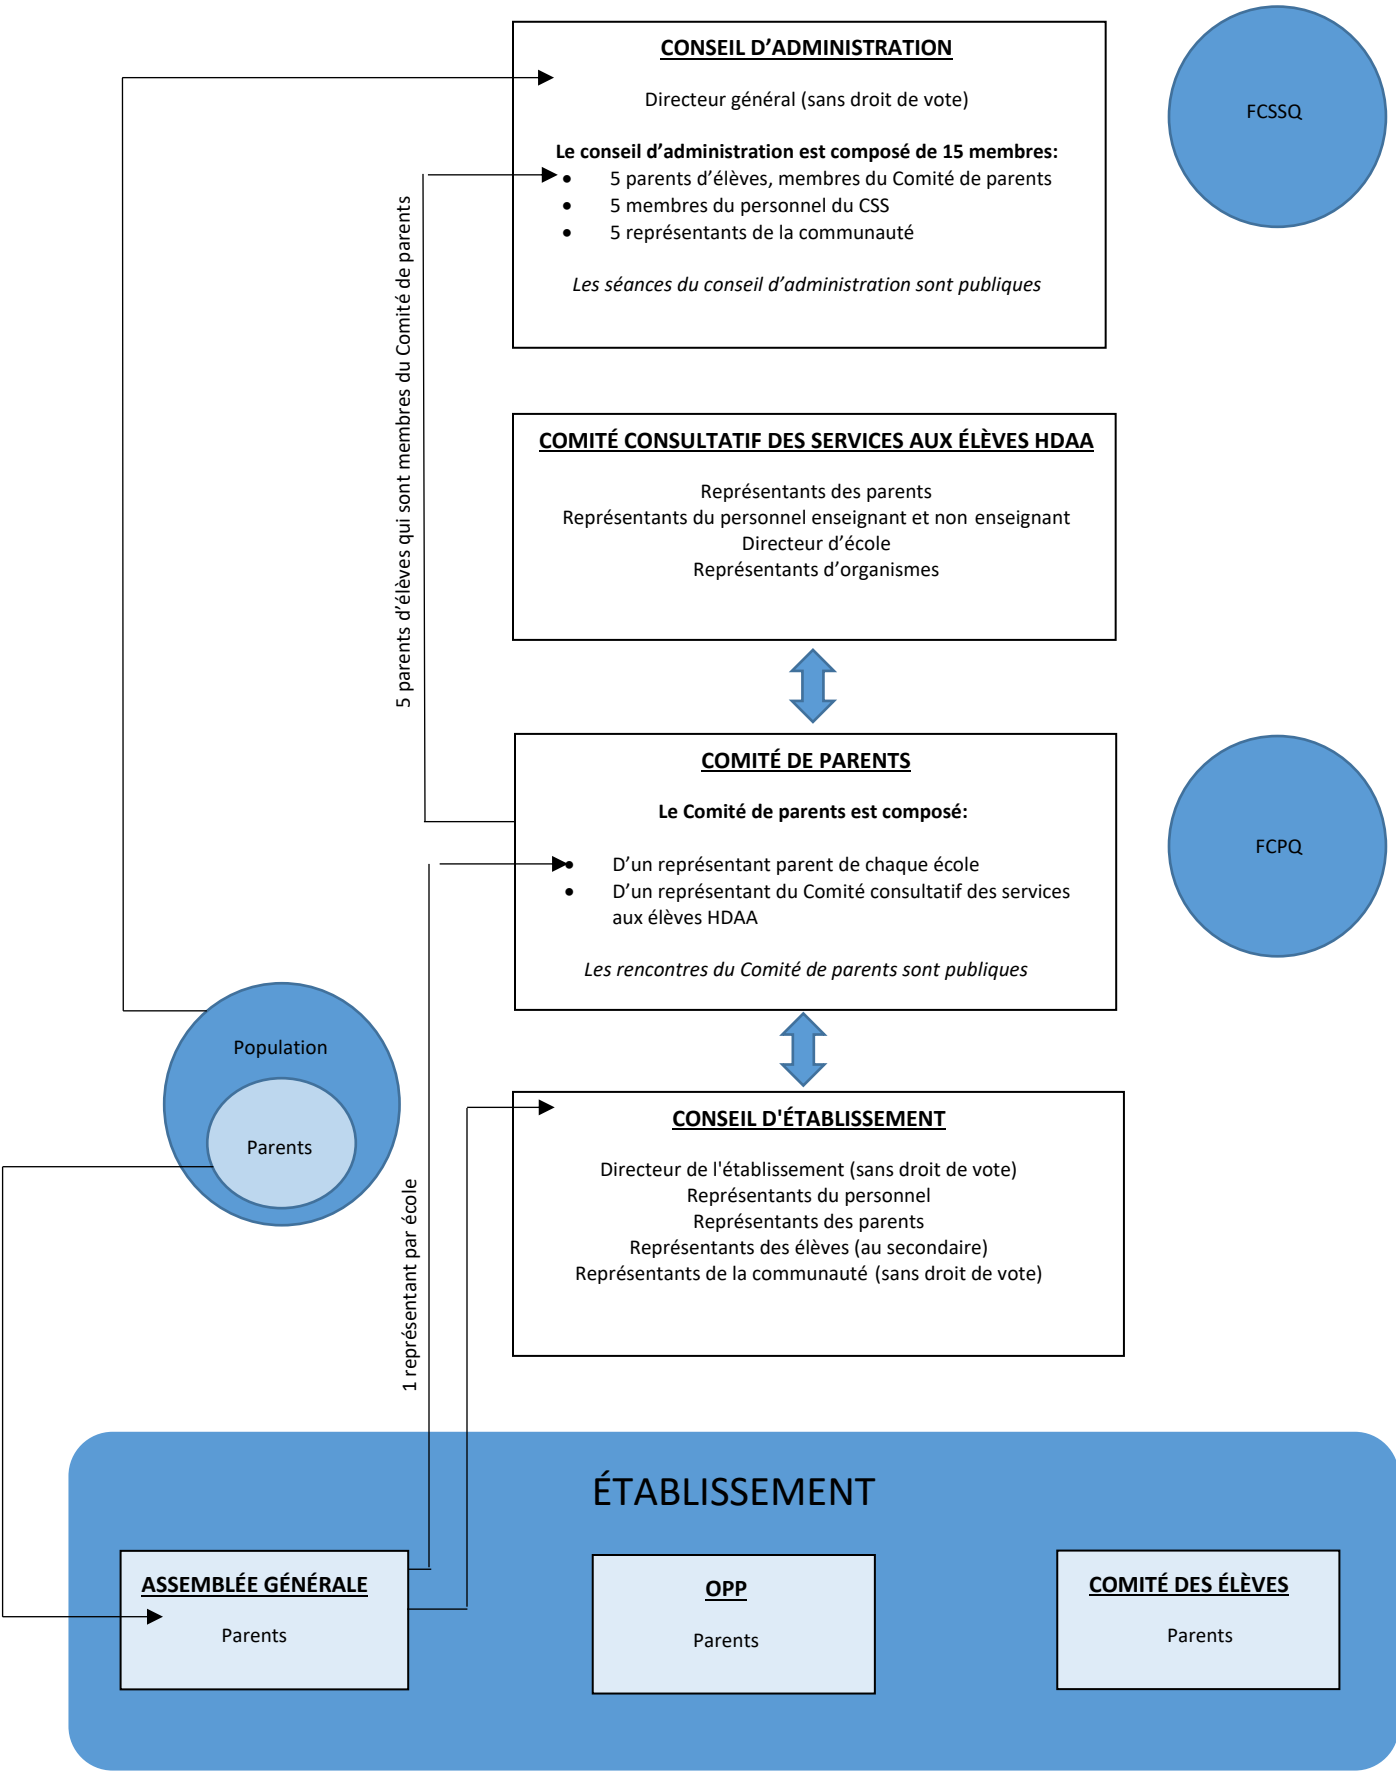 CONSEIL D’ADMINISTRATION
Directeur général (sans droit de vote)
Le conseil d’administration est composé de 15 membres:
• 5 parents d’élèves, membres du Comité de parents
• 5 membres du personnel du CSS
• 5 représentants de la communauté
Les séances du conseil d’administration sont publiques
FCSSQ
5 parents d’élèves qui sont membres du Comité de parents
COMITÉ CONSULTATIF DES SERVICES AUX ÉLÈVES HDAA
Représentants des parents
Représentants du personnel enseignant et non enseignant
Directeur d’école
Représentants d’organismes
COMITÉ DE PARENTS
Le Comité de parents est composé:
• D’un représentant parent de chaque école
• D’un représentant du Comité consultatif des services
aux élèves HDAA
Les rencontres du Comité de parents sont publiques
FCPQ
Population
Parents
1 représentant par école
CONSEIL D'ÉTABLISSEMENT
Directeur de l'établissement (sans droit de vote)
Représentants du personnel
Représentants des parents
Représentants des élèves (au secondaire)
Représentants de la communauté (sans droit de vote)
ÉTABLISSEMENT
ASSEMBLÉE GÉNÉRALE
Parents
OPP
Parents
COMITÉ DES ÉLÈVES
Parents